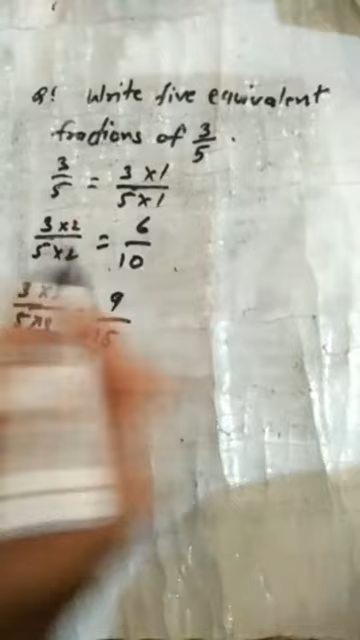 Q! Write five equivalent
fractions of 3/5.
3/5 = 3×1/5×1
3×2/5×2 = 6/10
9